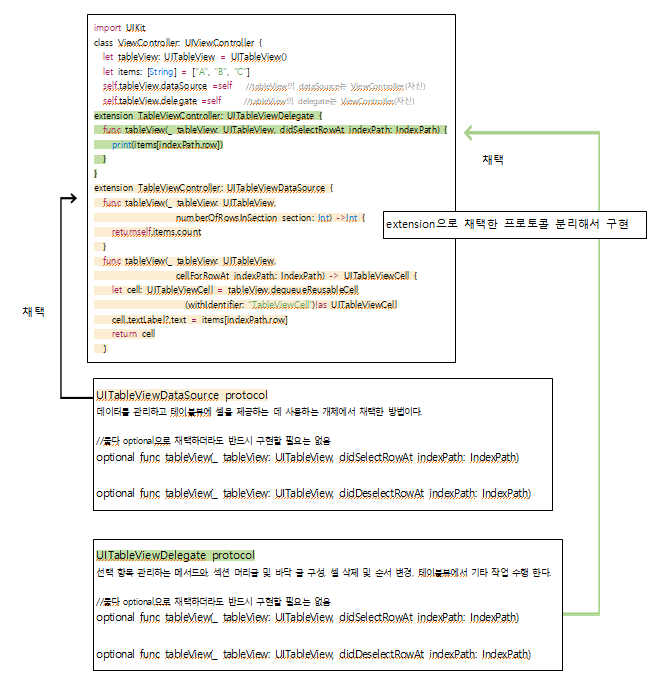 import UIKit
class ViewController: UIViewController {
let tableView: UITableView = UITableView()
let items: [String] = ["A", "B", "C"]
self.tableView.dataSource =self //tableView의 dataSource는 ViewController(자신)
self.tableView.delegate =self //tableView의 delegate는 ViewController(자신)
extension TableViewController: UITableViewDelegate {
func tableView(_ tableView: UITableView, didSelectRowAt indexPath: IndexPath) {
print(items[indexPath.row])
}
}
extension TableViewController: UITableViewDataSource {
func tableView(_ tableView: UITableView,
numberOfRowsInSection section: Int) ->Int {
returnself.items.count
}
func tableView(_ tableView: UITableView,
cellForRowAt indexPath: IndexPath) -> UITableViewCell {
let cell: UITableViewCell = tableView.dequeueReusableCell
(withIdentifier: "TableViewCell")!as UITableViewCell
cell.textLabel?.text = items[indexPath.row]
return cell
}
채택
extension으로 채택한 프로토콜 분리해서 구현
채택
UITableViewDataSource protocol
데이터를 관리하고 테이블뷰에 셀을 제공하는 데 사용하는 개체에서 채택한 방법이다.
//둘다 optional으로 채택하더라도 반드시 구현할 필요는 없음
optional func tableView(_ tableView: UITableView, didSelectRowAt indexPath: IndexPath)
optional func tableView(_ tableView: UITableView, didDeselectRowAt indexPath: IndexPath)
UITableViewDelegate protocol
선택 항목 관리하는 메서드와, 섹션 머리글 및 바닥 글 구성, 셀 삭제 및 순서 변경, 테이블뷰에서 기타 작업 수행 한다.
//둘다 optional으로 채택하더라도 반드시 구현할 필요는 없음
optional func tableView(_ tableView: UITableView, didSelectRowAt indexPath: IndexPath)
optional func tableView(_ tableView: UITableView, didDeselectRowAt indexPath: IndexPath)